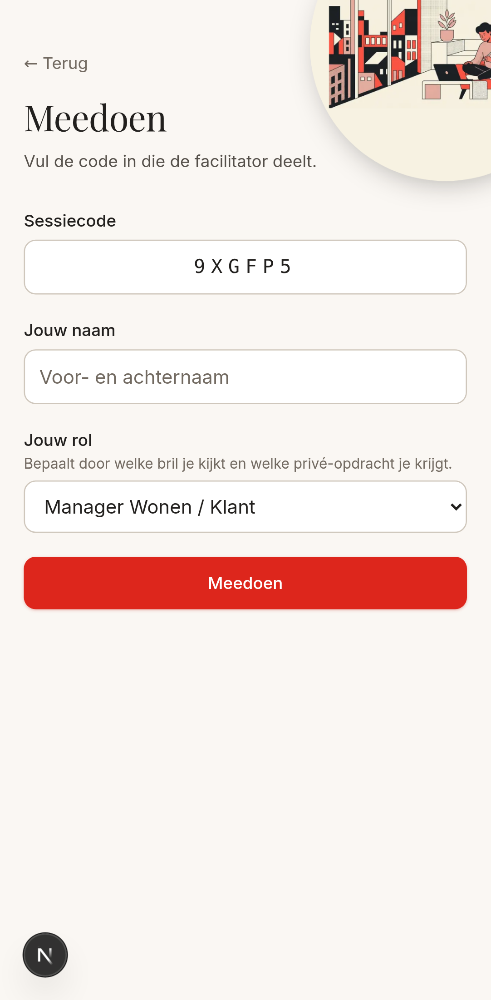 ← Terug
Meedoen
Vul de code in die de facilitator deelt.
Sessiecode
9XGFP5
Jouw naam
Voor- en achternaam
Jouw rol
Bepaalt door welke bril je kijkt en welke privé-opdracht je krijgt.
Manager Wonen / Klant
Meedoen
N